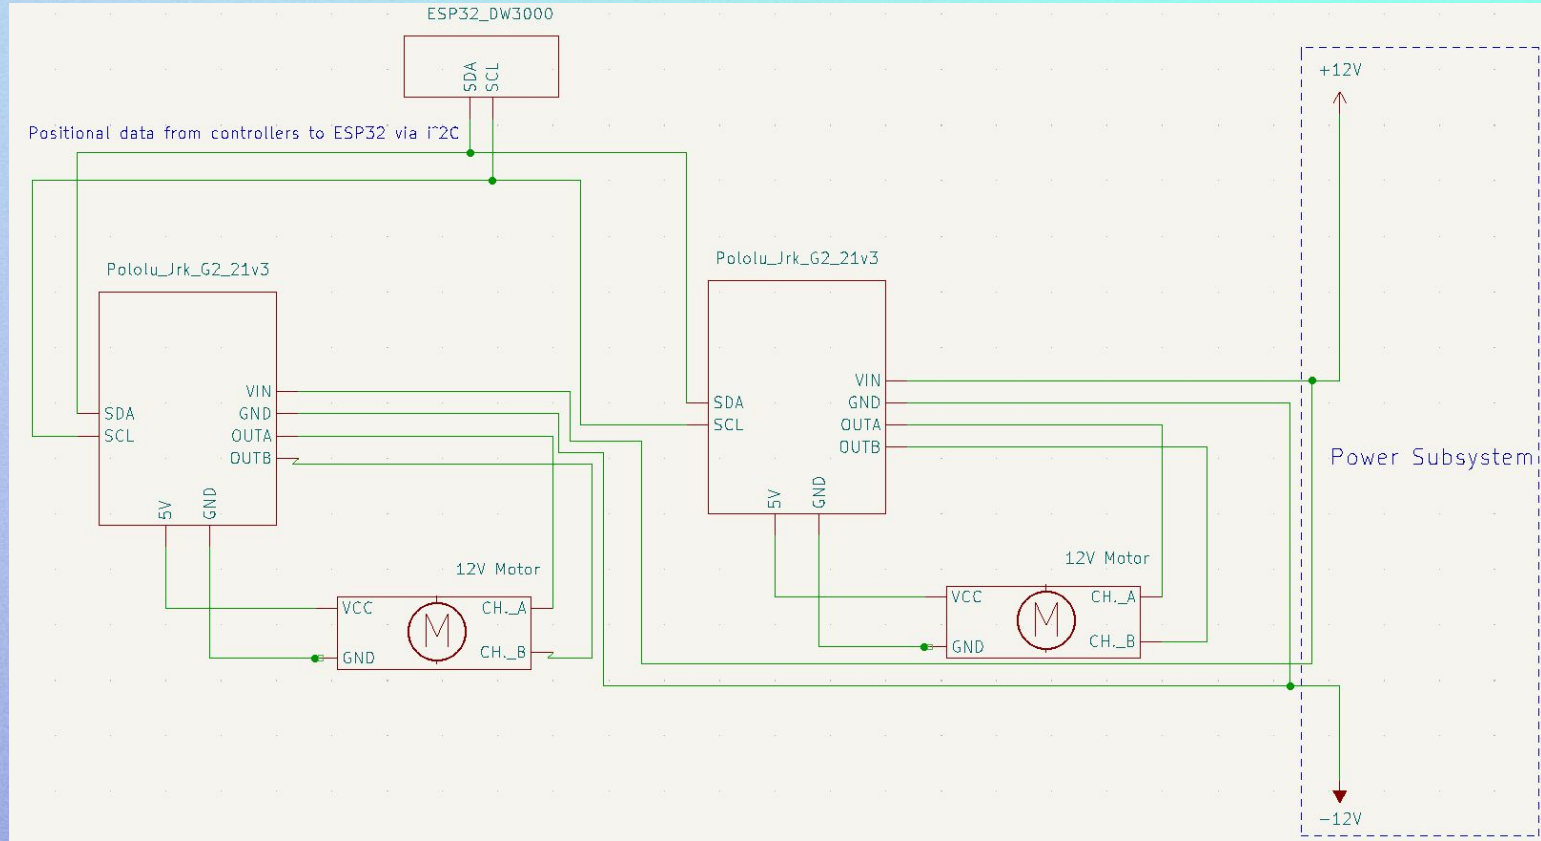 ESP32_DW3000
SDA
SCL
Positional data from controllers to ESP32 via i^2C
Pololu_Jrk_G2_21v3
SDA
SCL
VIN
GND
OUTA
OUTB
5V
GND
12V Motor
VCC
GND
M
CH._A
CH._B
Pololu_Jrk_G2_21v3
SDA
SCL
VIN
GND
OUTA
OUTB
5V
GND
12V Motor
VCC
GND
M
CH._A
CH._B
+12V
Power Subsystem
-12V